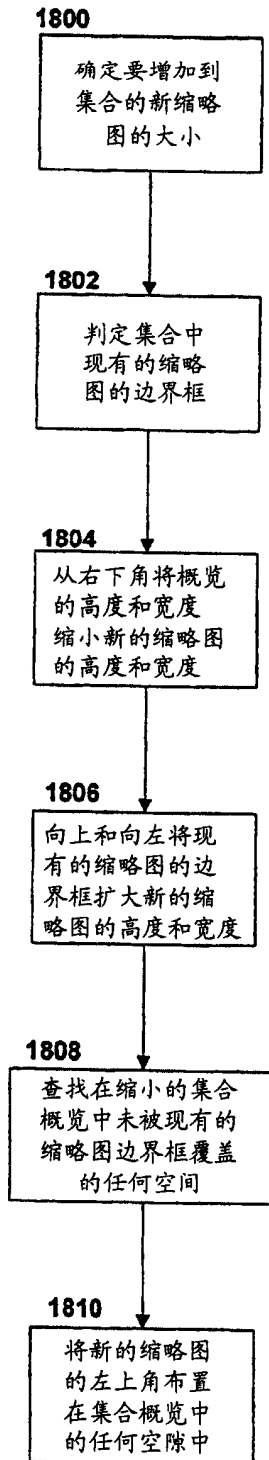 1800
确定要增加到
集合的新缩略
图的大小
1802
判定集合中
现有的缩略
图的边界框
1804
从右下角将概览
的高度和宽度
缩小新的缩略图
的高度和宽度
1806
向上和向左将现
有的缩略图的边
界框扩大新的缩
略图的高度和宽度
1808
查找在缩小的集合
概览中未被现有的
缩略图边界框覆盖
的任何空间
1810
将新的缩略图
的左上角布置
在集合概览中
的任何空隙中